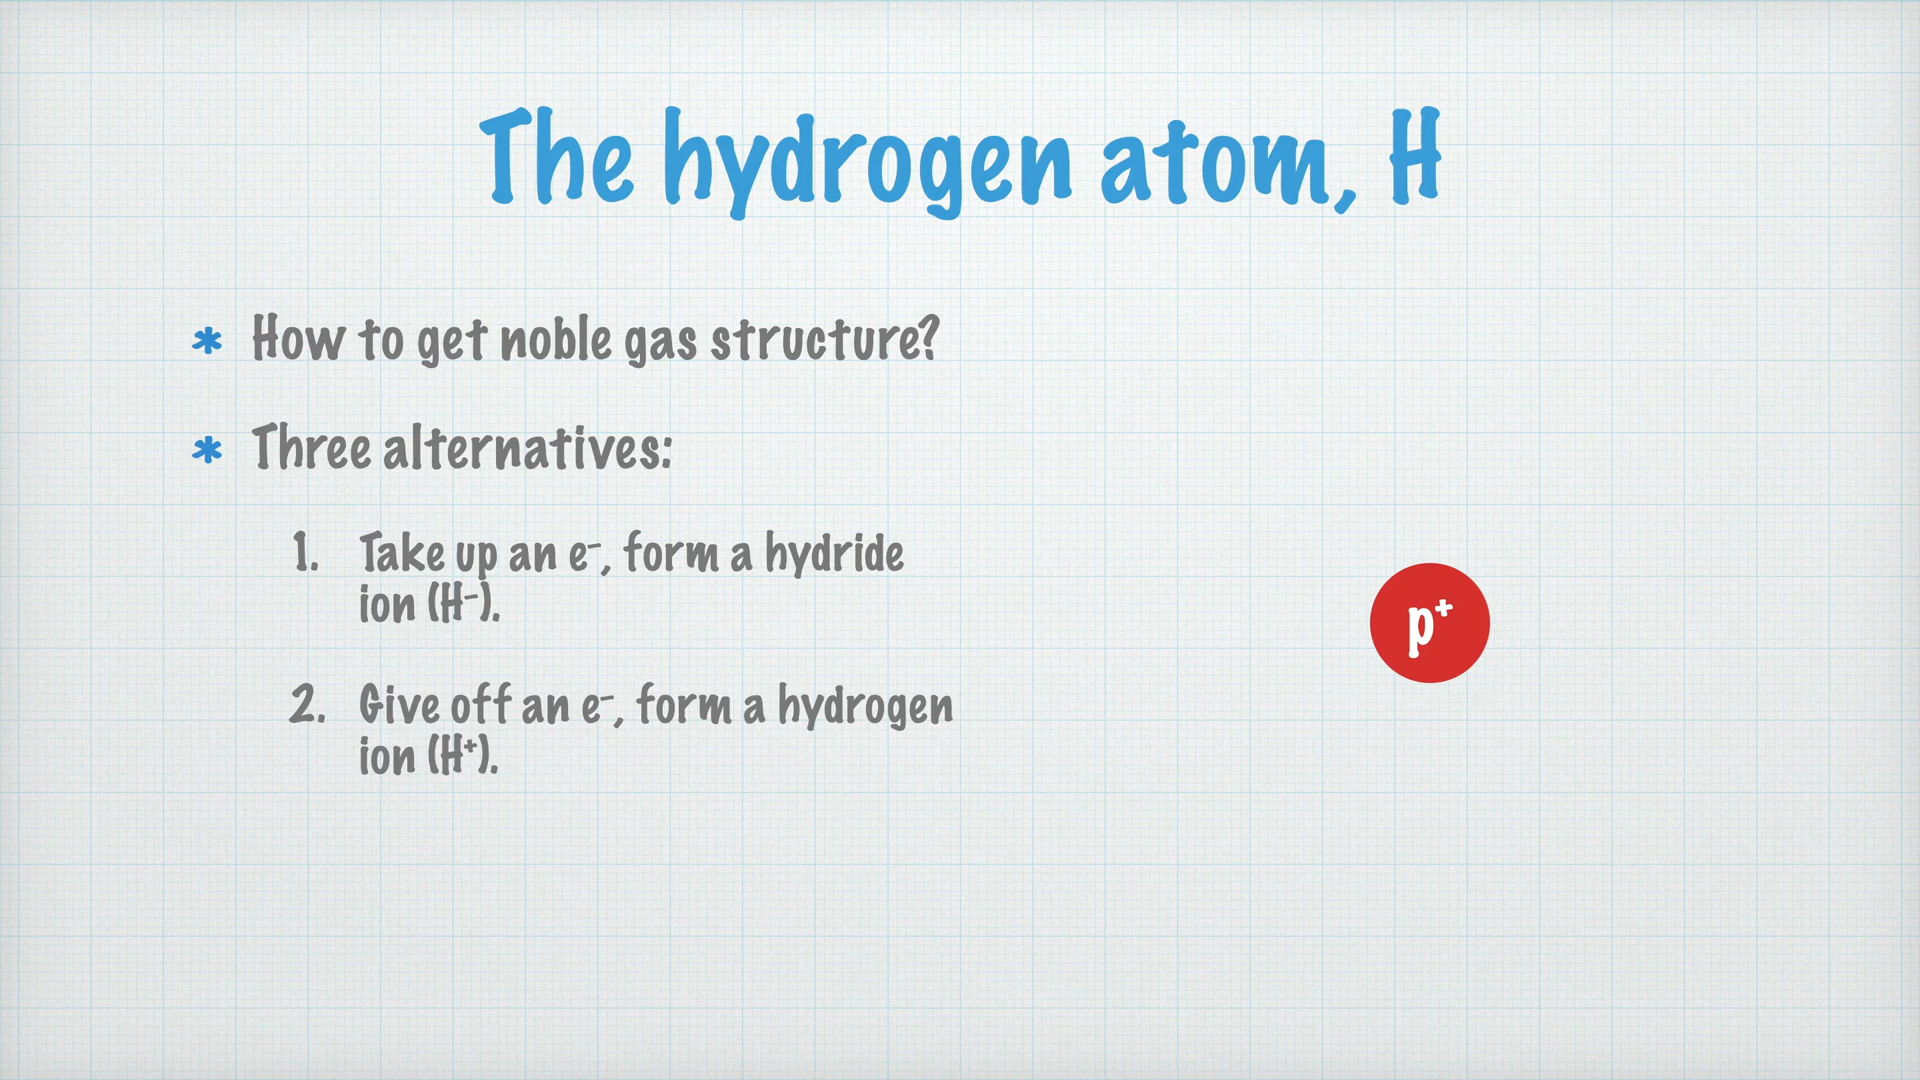 The hydrogen atom, H
* How to get noble gas structure?
* Three alternatives:
1. Take up an e⁻, form a hydride
ion (H⁻).
2. Give off an e⁻, form a hydrogen
ion (H⁺).
p⁺